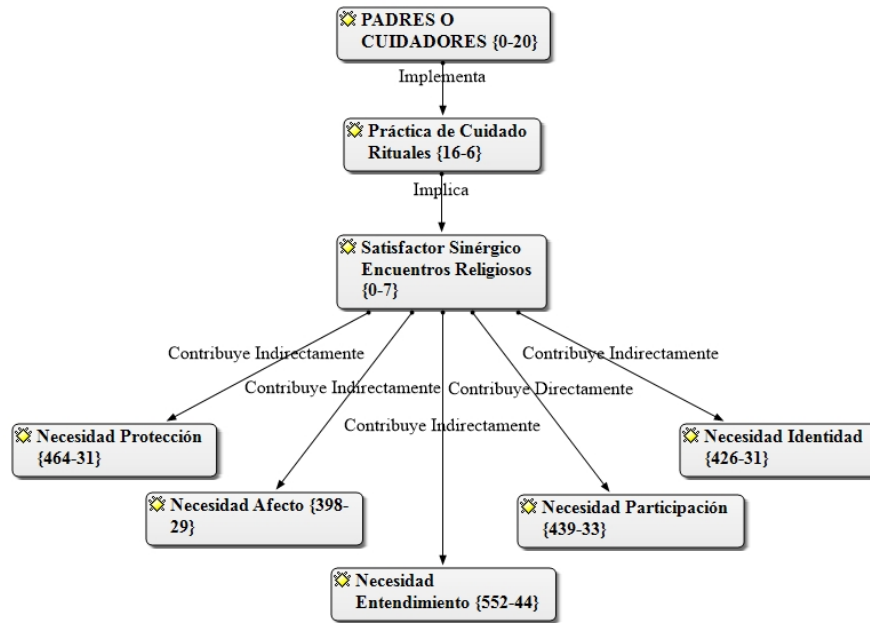 PADRES O
CUIDADORES {0-20}
Implementa
Práctica de Cuidado
Rituales {16-6}
Implica
Satisfactor Sinérgico
Encuentros Religiosos
{0-7}
Contribuye Indirectamente
Contribuye Indirectamente
Contribuye Indirectamente
Contribuye Directamente
Contribuye Indirectamente
Necesidad Protección
{464-31}
Necesidad Identidad
{426-31}
Necesidad Afecto {398-
29}
Necesidad Participación
{439-33}
Necesidad
Entendimiento {552-44}